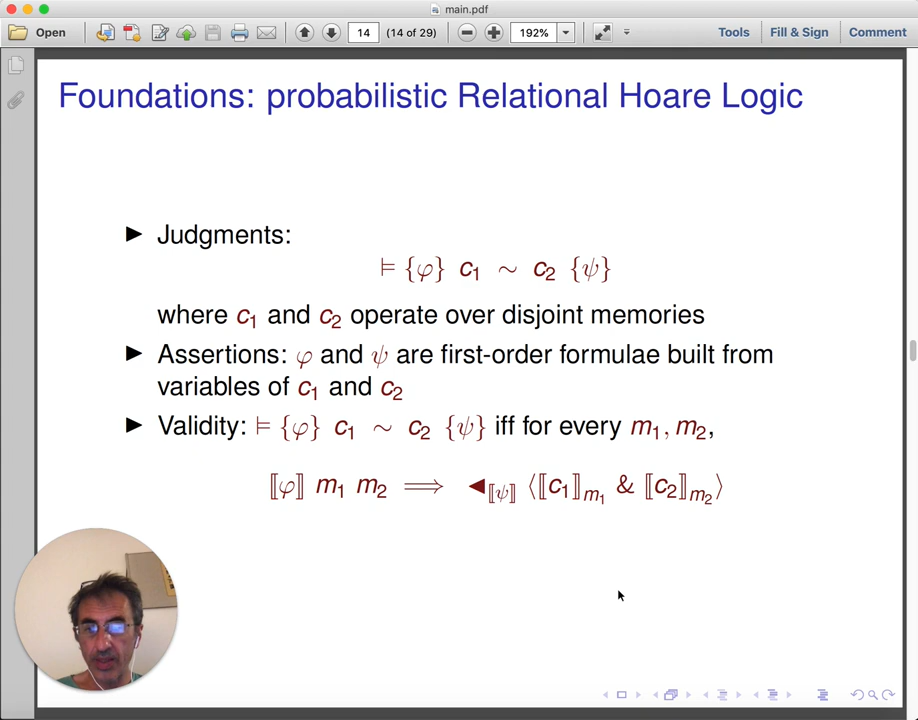 main.pdf
Open
14
(14 of 29)
192%
Tools
Fill & Sign
Comment
Foundations: probabilistic Relational Hoare Logic
► Judgments:
⊨ {φ} c₁ ∼ c₂ {ψ}
where c₁ and c₂ operate over disjoint memories
► Assertions: φ and ψ are first-order formulae built from
variables of c₁ and c₂
► Validity: ⊨ {φ} c₁ ∼ c₂ {ψ} iff for every m₁, m₂,
⟦φ⟧ m₁ m₂ ⟹ ◀_⟦ψ⟧ ⟨⟦c₁⟧_m₁ & ⟦c₂⟧_m₂⟩